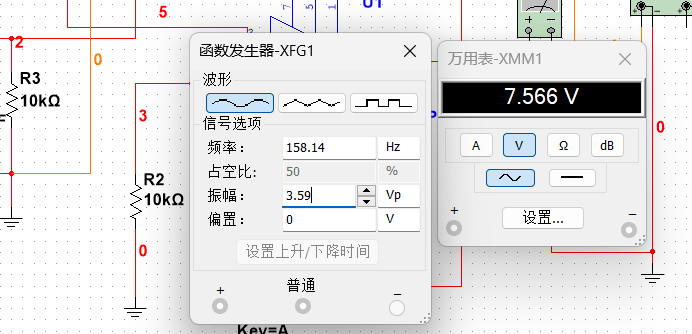 5
7
1
5
U1
2
0
函数发生器-XFG1
万用表-XMM1
波形
R3
10kΩ
7.566 V
信号选项
3
频率： 158.14 Hz
0
A V Ω dB
占空比: 50 %
R2
10kΩ
振幅： 3.59 Vp
偏置： 0 V
+ 设置... −
0
设置上升/下降时间
+ 普通 −
Key=A